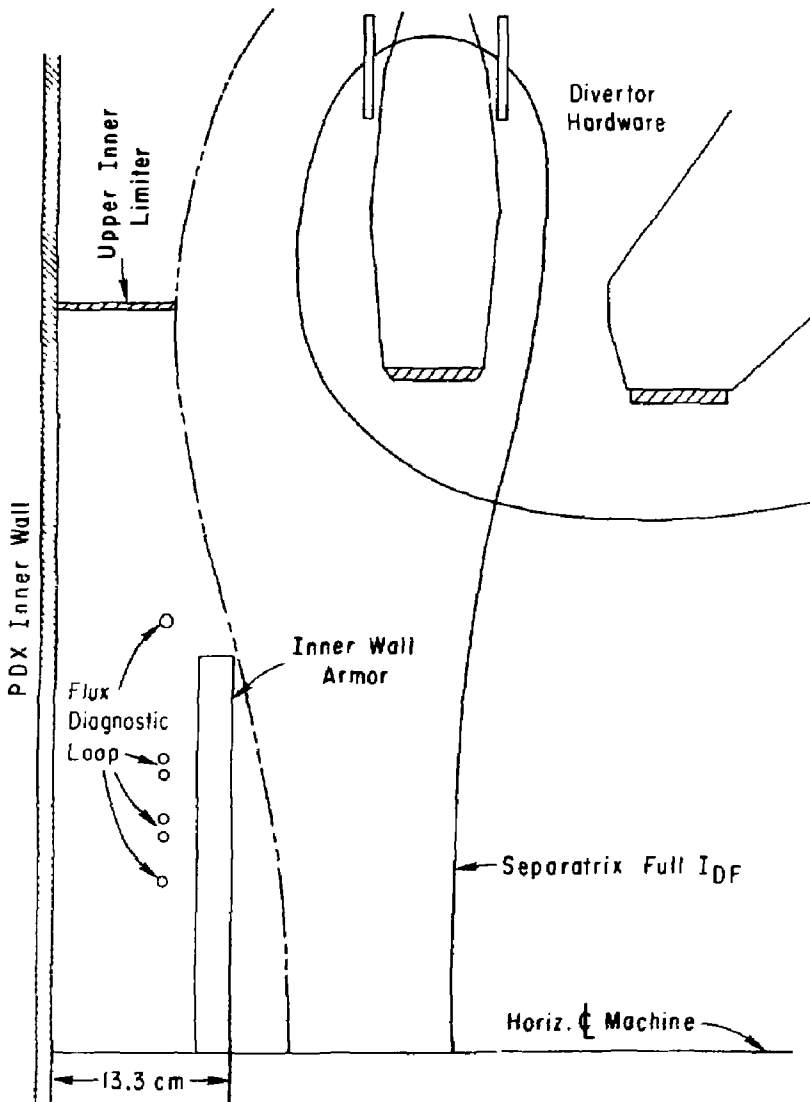 Divertor
Hardware
Upper Inner
Limiter
PDX Inner Wall
Inner Wall
Armor
Flux
Diagnostic
Loop
Separatrix Full IDF
Horiz. ℄ Machine
13.3 cm